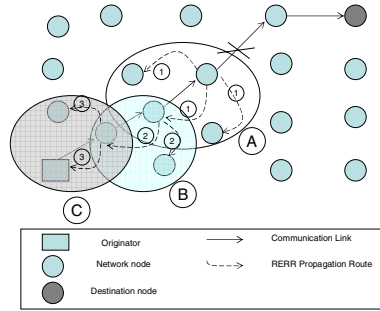 1
1
1
3
2
2
3
A
B
C
Originator
Communication Link
Network node
RERR Propagation Route
Destination node